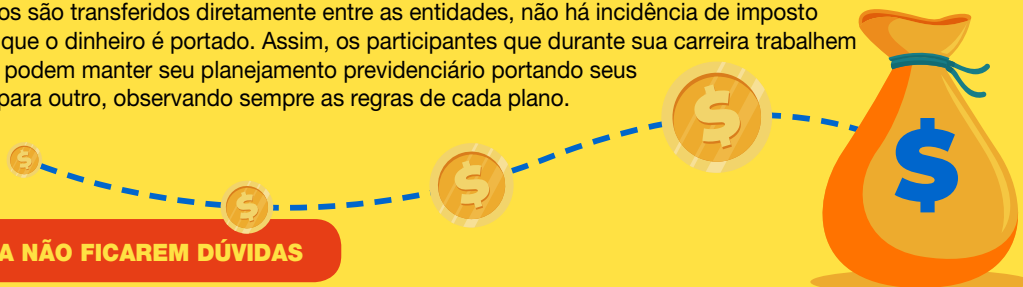 os são transferidos diretamente entre as entidades, não há incidência de imposto
que o dinheiro é portado. Assim, os participantes que durante sua carreira trabalhem
podem manter seu planejamento previdenciário portando seus
para outro, observando sempre as regras de cada plano.
$
$
$
$
$
A NÃO FICAREM DÚVIDAS